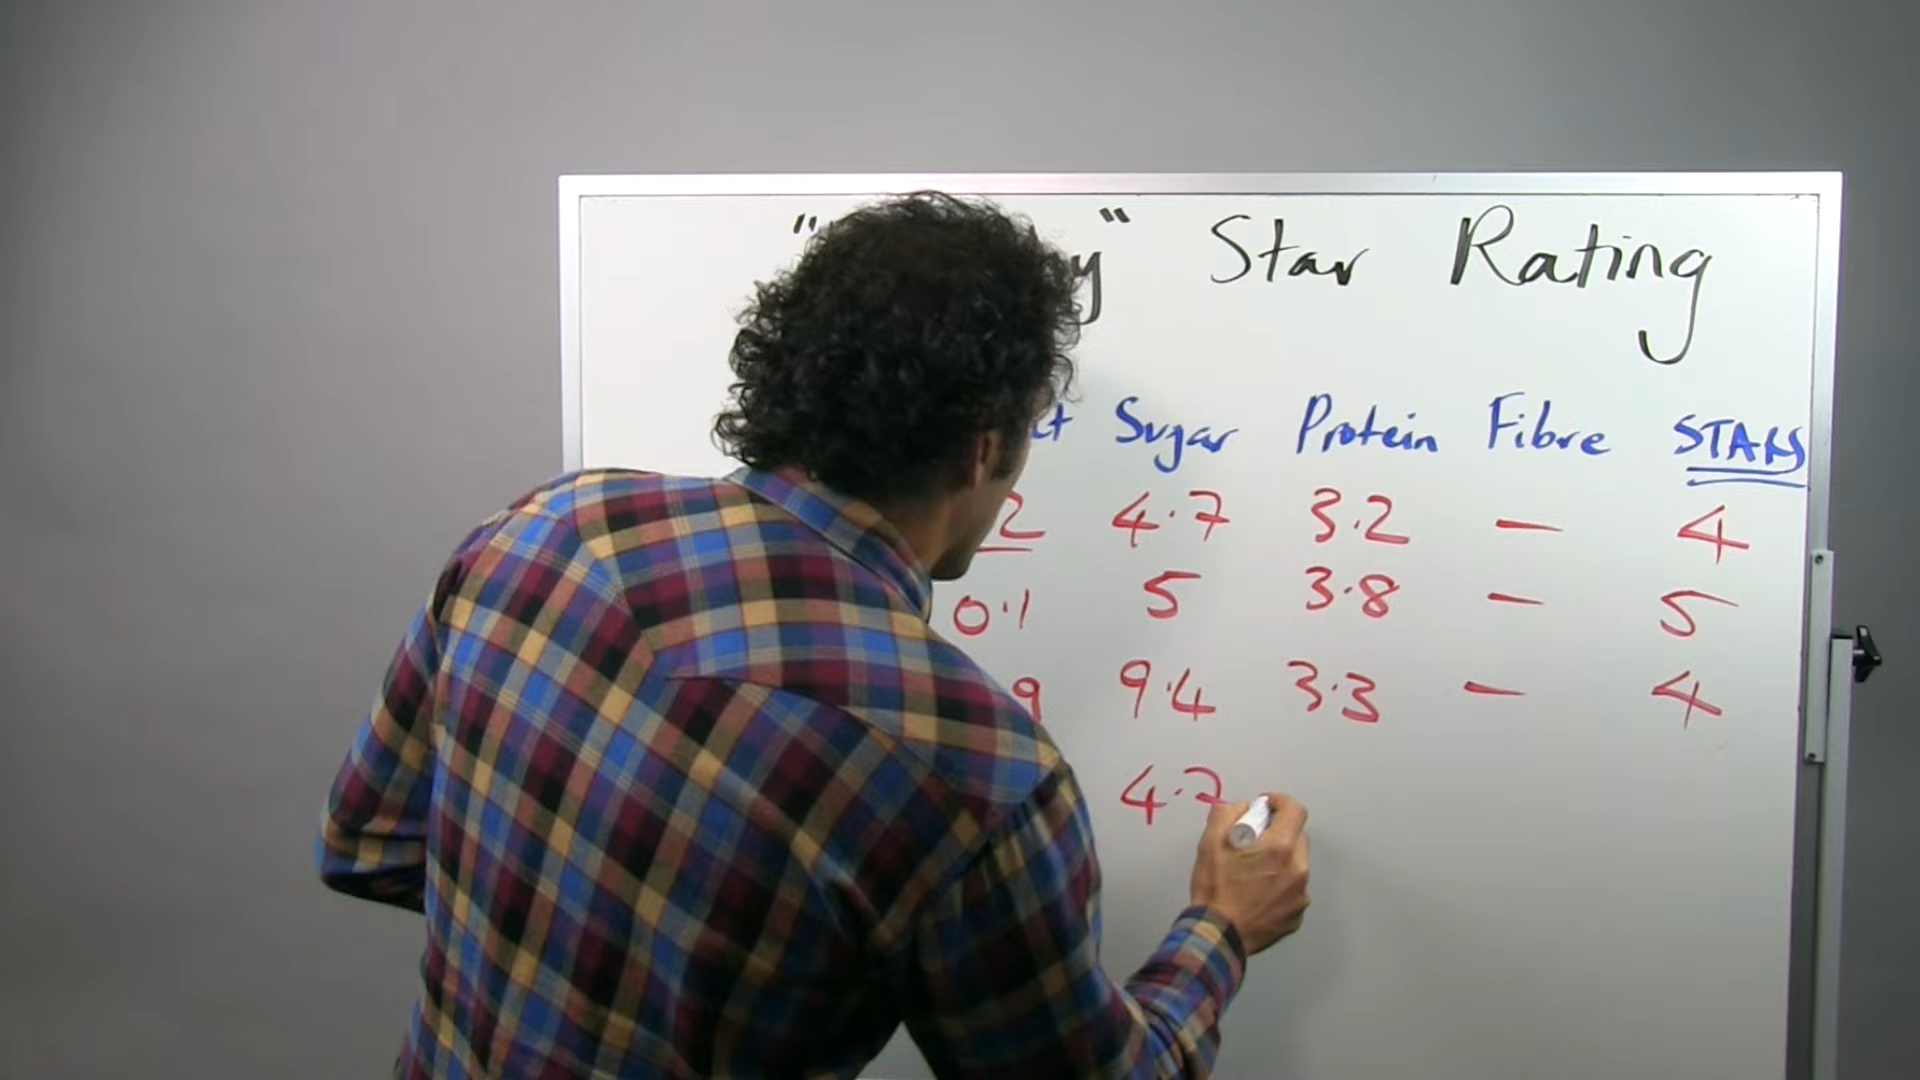 " y" Star Rating
Sugar Protein Fibre STARS
2 4.7 3.2 - 4
0.1 5 3.8 - 5
9 9.4 3.3 - 4
4.7